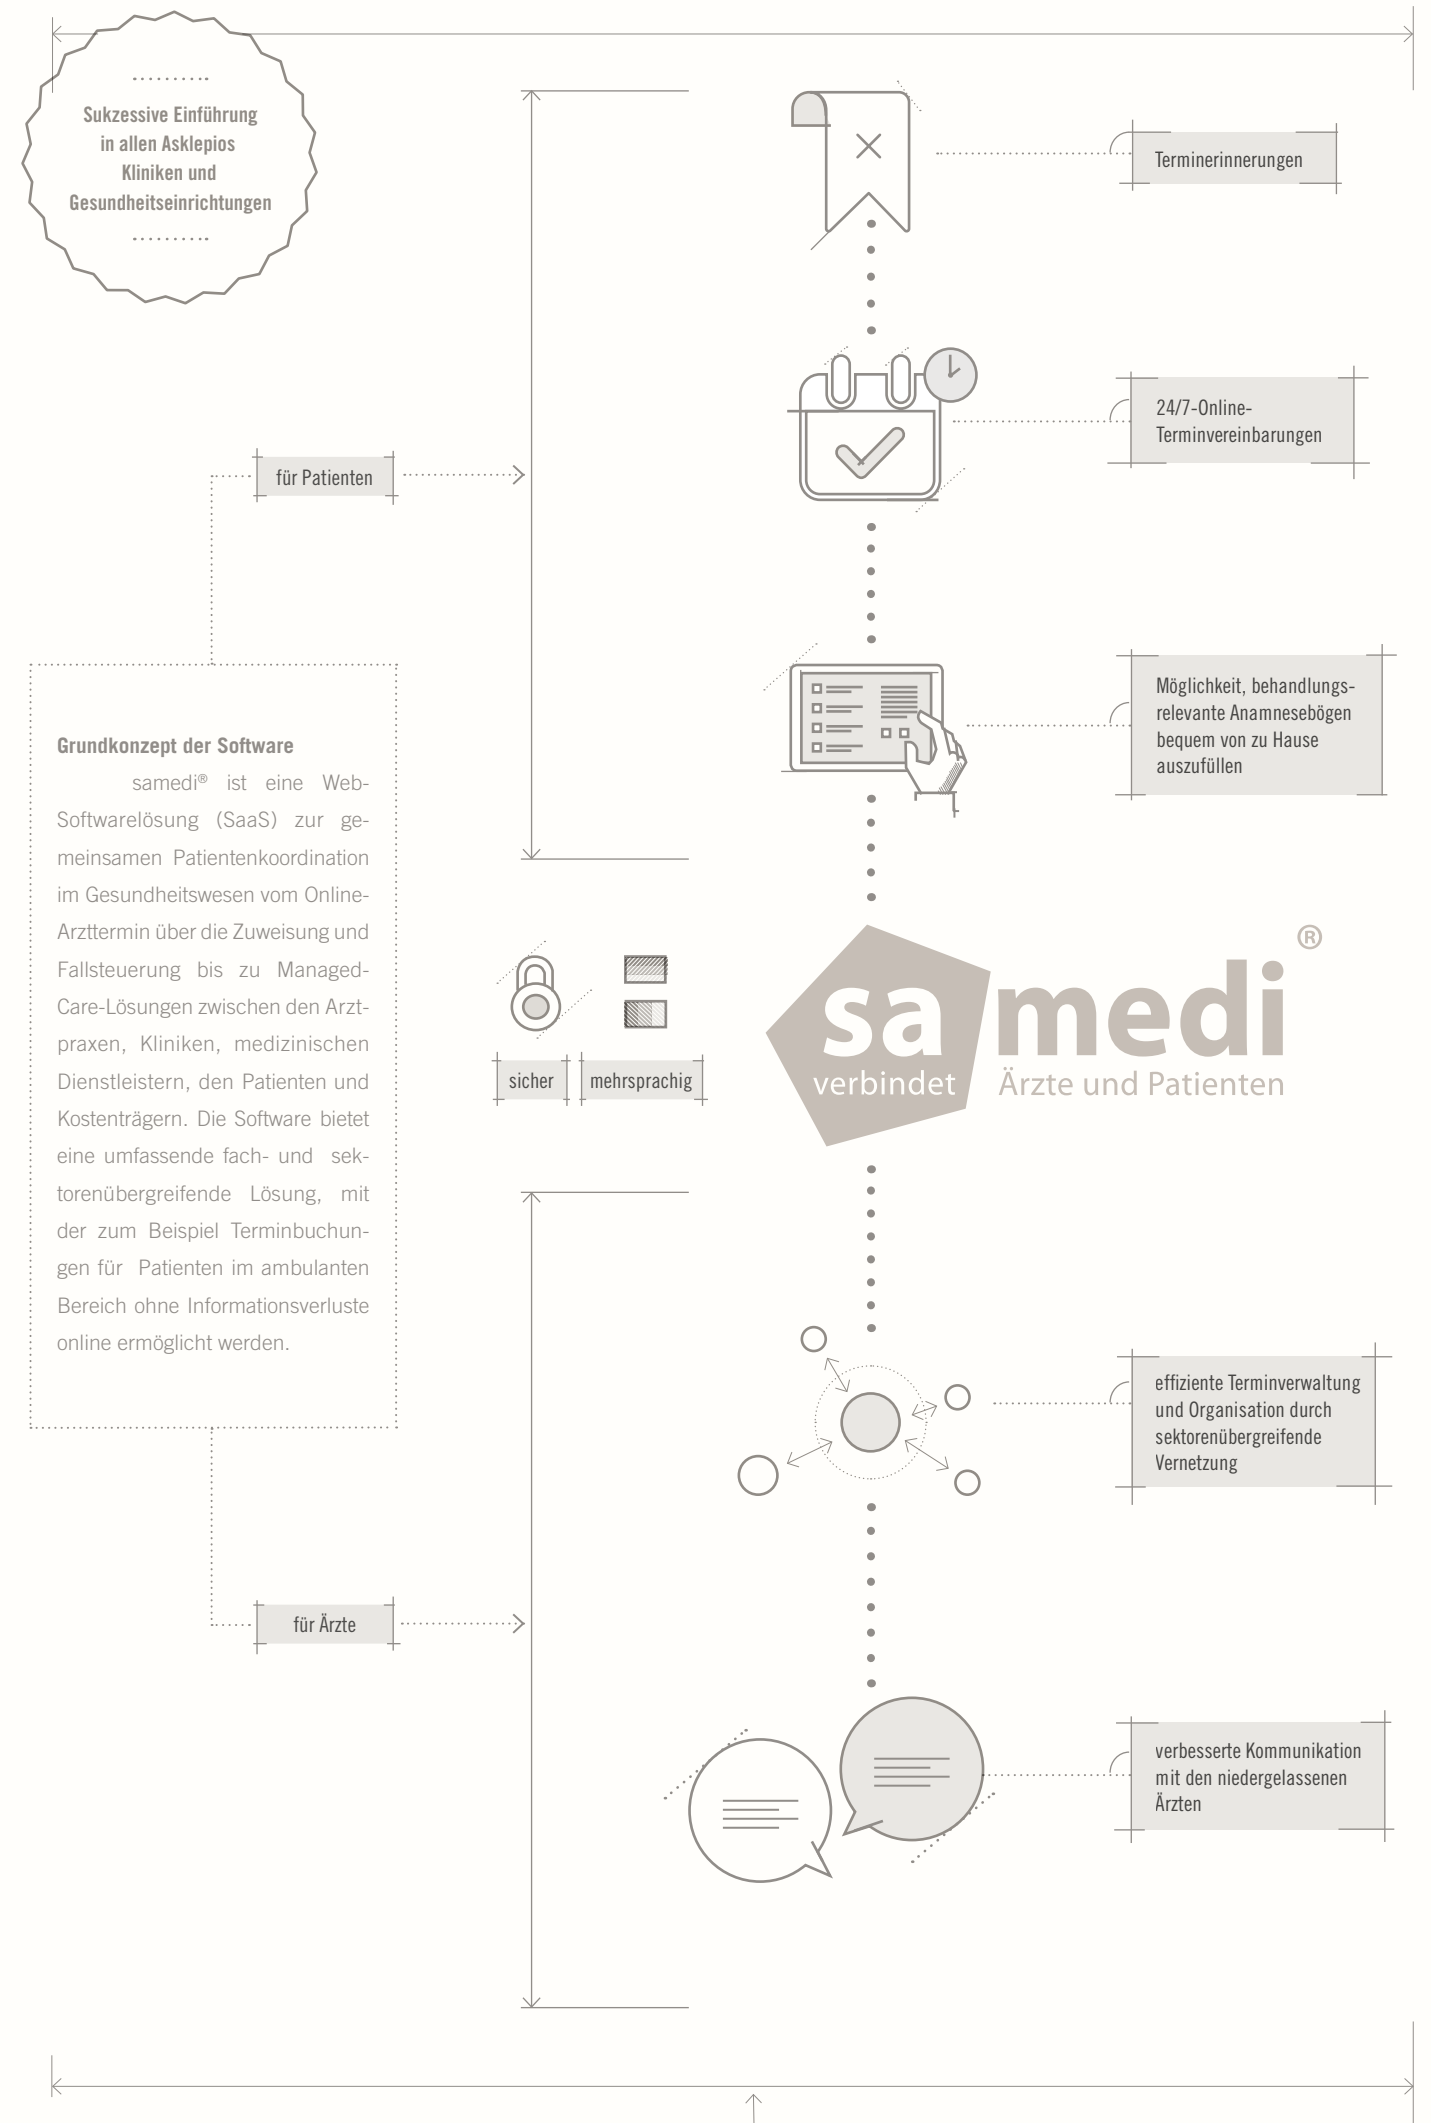 Sukzessive Einführung
in allen Asklepios
Kliniken und
Gesundheitseinrichtungen
Terminerinnerungen
24/7-Online-
Terminvereinbarungen
für Patienten
Möglichkeit, behandlungs-
relevante Anamnesebögen
bequem von zu Hause
auszufüllen
Grundkonzept der Software
samedi® ist eine Web-
Softwarelösung (SaaS) zur ge-
meinsamen Patientenkoordination
im Gesundheitswesen vom Online-
Arzttermin über die Zuweisung und
Fallsteuerung bis zu Managed-
Care-Lösungen zwischen den Arzt-
praxen, Kliniken, medizinischen
Dienstleistern, den Patienten und
Kostenträgern. Die Software bietet
eine umfassende fach- und sek-
torenübergreifende Lösung, mit
der zum Beispiel Terminbuchun-
gen für Patienten im ambulanten
Bereich ohne Informationsverluste
online ermöglicht werden.
sicher
mehrsprachig
samedi®
verbindet Ärzte und Patienten
effiziente Terminverwaltung
und Organisation durch
sektorenübergreifende
Vernetzung
für Ärzte
verbesserte Kommunikation
mit den niedergelassenen
Ärzten